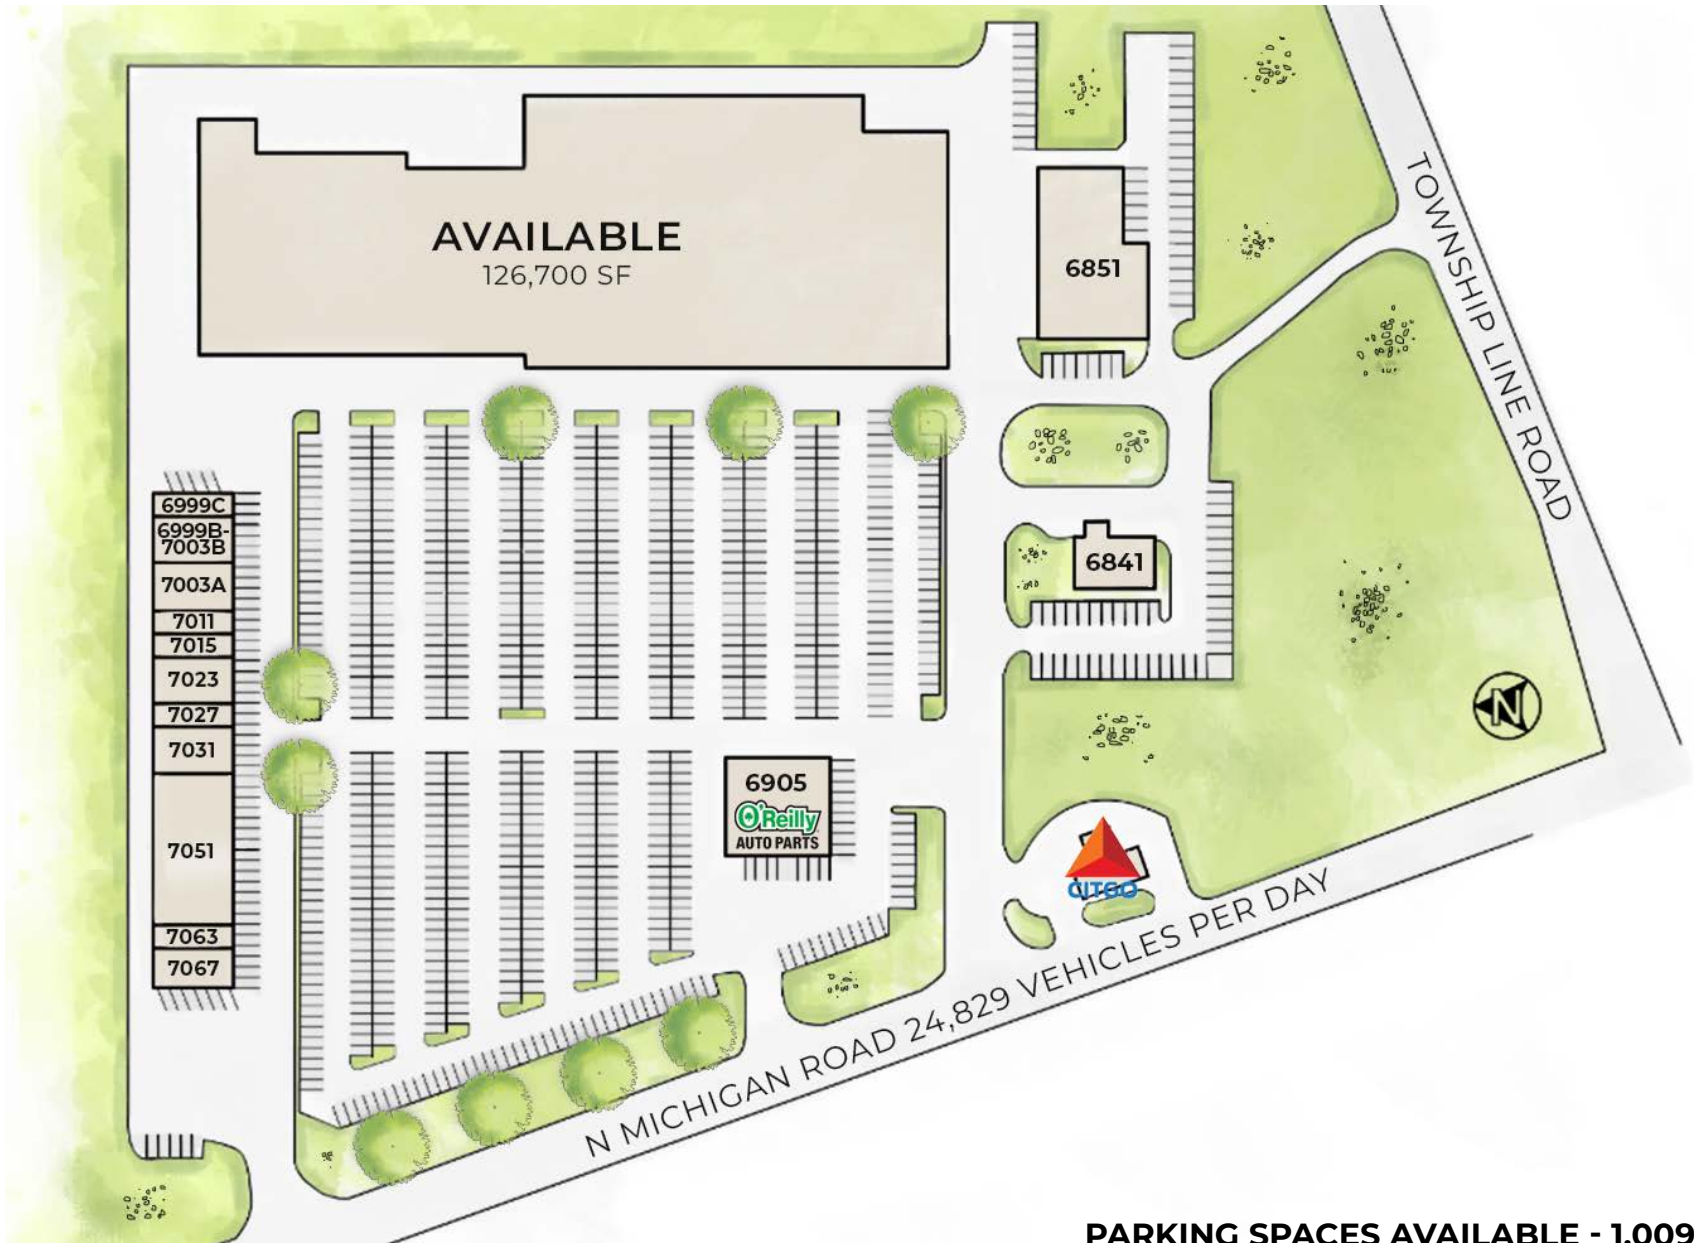 AVAILABLE
126,700 SF
6851
TOWNSHIP LINE ROAD
6999C
6999B-
7003B
7003A
7011
7015
7023
7027
7031
7051
7063
7067
6841
N
6905
O'Reilly
AUTO PARTS
CITGO
N MICHIGAN ROAD 24,829 VEHICLES PER DAY
PARKING SPACES AVAILABLE - 1,009